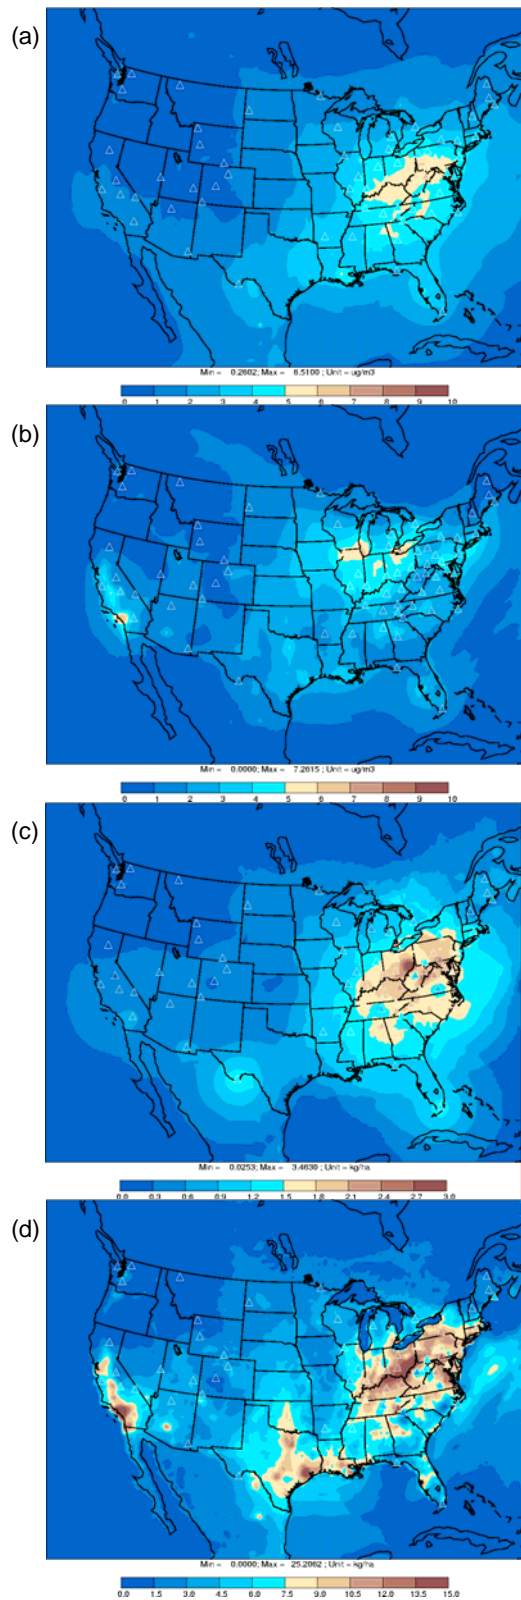 (a)
Min = 0.2602; Max = 6.5100 ; Unit = ug/m3
0 1 2 3 4 5 6 7 8 9 10
(b)
Min = 0.0000; Max = 7.2615 ; Unit = ug/m3
0 1 2 3 4 5 6 7 8 9 10
(c)
Min = 0.0253; Max = 3.4630 ; Unit = kg/ha
0.0 0.3 0.6 0.9 1.2 1.5 1.8 2.1 2.4 2.7 3.0
(d)
Min = 0.0000; Max = 25.2062 ; Unit = kg/ha
0.0 1.5 3.0 4.5 6.0 7.5 9.0 10.5 12.0 13.5 15.0